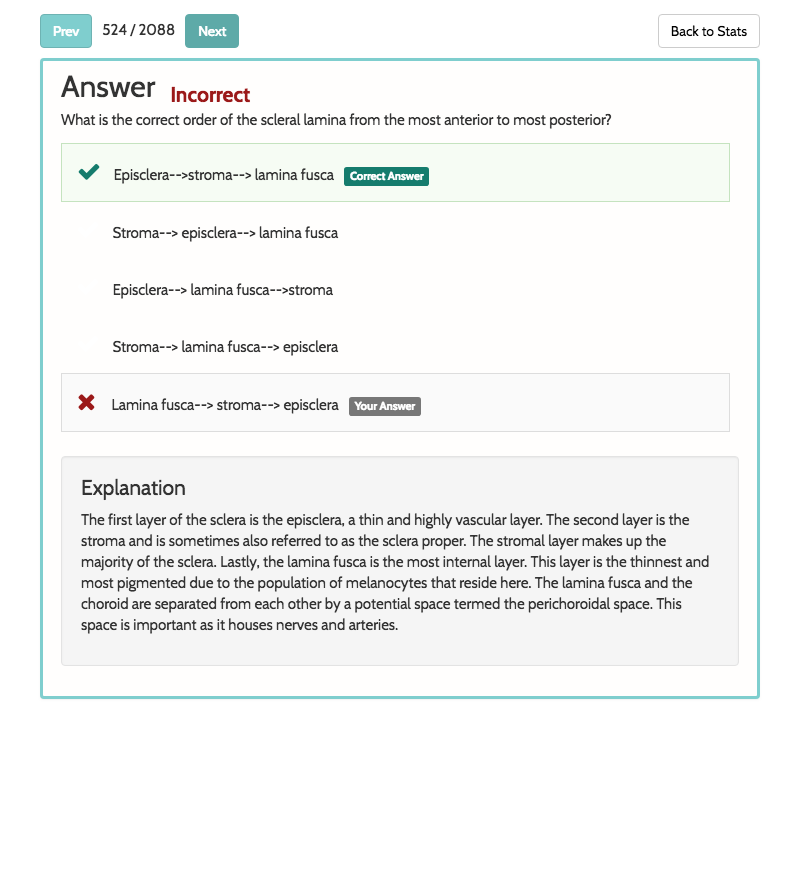 Prev 524 / 2088 Next Back to Stats
Answer Incorrect
What is the correct order of the scleral lamina from the most anterior to most posterior?
Episclera-->stroma--> lamina fusca Correct Answer
Stroma--> episclera--> lamina fusca
Episclera--> lamina fusca-->stroma
Stroma--> lamina fusca--> episclera
Lamina fusca--> stroma--> episclera Your Answer
Explanation
The first layer of the sclera is the episclera, a thin and highly vascular layer. The second layer is the
stroma and is sometimes also referred to as the sclera proper. The stromal layer makes up the
majority of the sclera. Lastly, the lamina fusca is the most internal layer. This layer is the thinnest and
most pigmented due to the population of melanocytes that reside here. The lamina fusca and the
choroid are separated from each other by a potential space termed the perichoroidal space. This
space is important as it houses nerves and arteries.